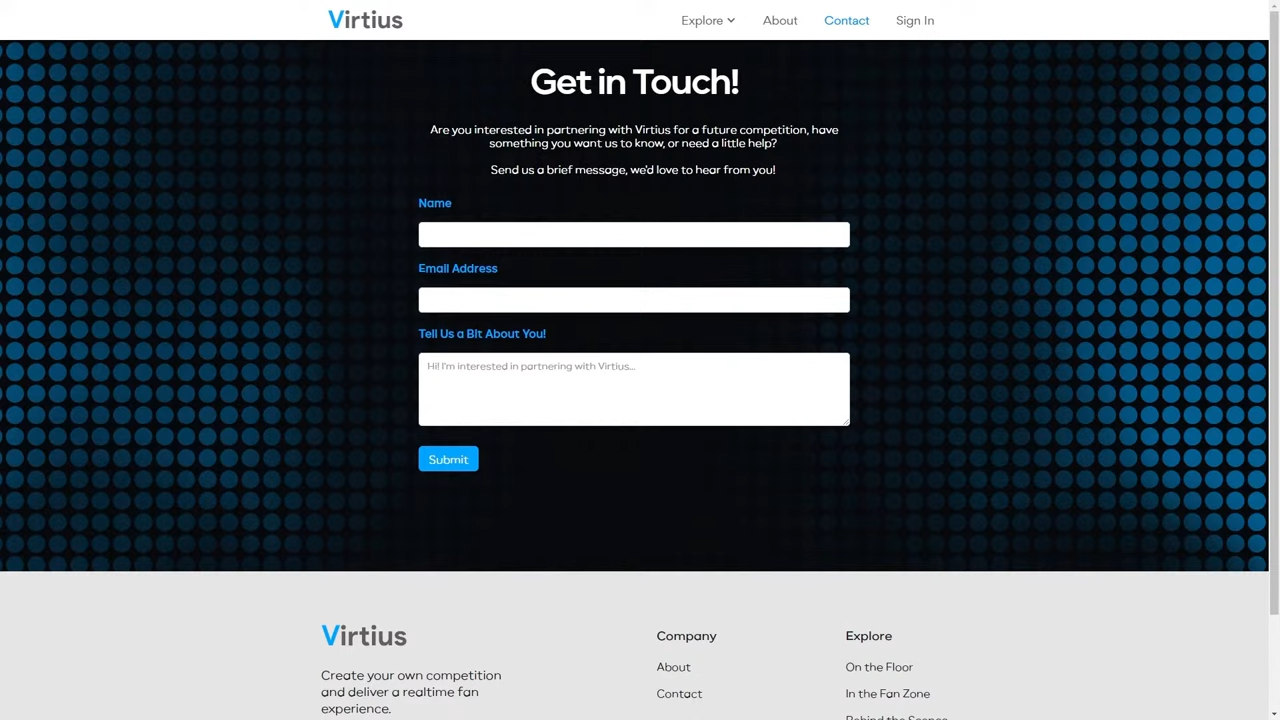 Virtius
Explore
About
Contact
Sign In
Get in Touch!
Are you interested in partnering with Virtius for a future competition, have
something you want us to know, or need a little help?
Send us a brief message, we'd love to hear from you!
Name
Email Address
Tell Us a Bit About You!
Hi! I'm interested in partnering with Virtius...
Submit
Virtius
Create your own competition
and deliver a realtime fan
experience.
Company
About
Contact
Explore
On the Floor
In the Fan Zone
Behind the Scenes